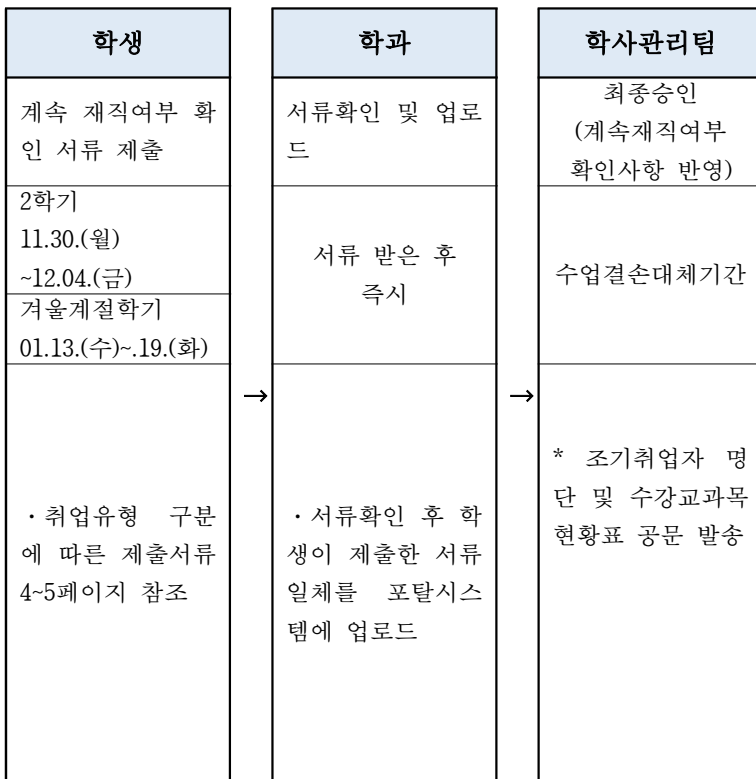 학생
계속 재직여부 확
인 서류 제출
2학기
11.30.(월)
~12.04.(금)
겨울계절학기
01.13.(수)~.19.(화)
· 취업유형 구분
에 따른 제출서류
4~5페이지 참조
→
학과
서류확인 및 업로
드
서류 받은 후
즉시
· 서류확인 후 학
생이 제출한 서류
일체를 포탈시스
템에 업로드
→
학사관리팀
최종승인
(계속재직여부
확인사항 반영)
수업결손대체기간
* 조기취업자 명
단 및 수강교과목
현황표 공문 발송